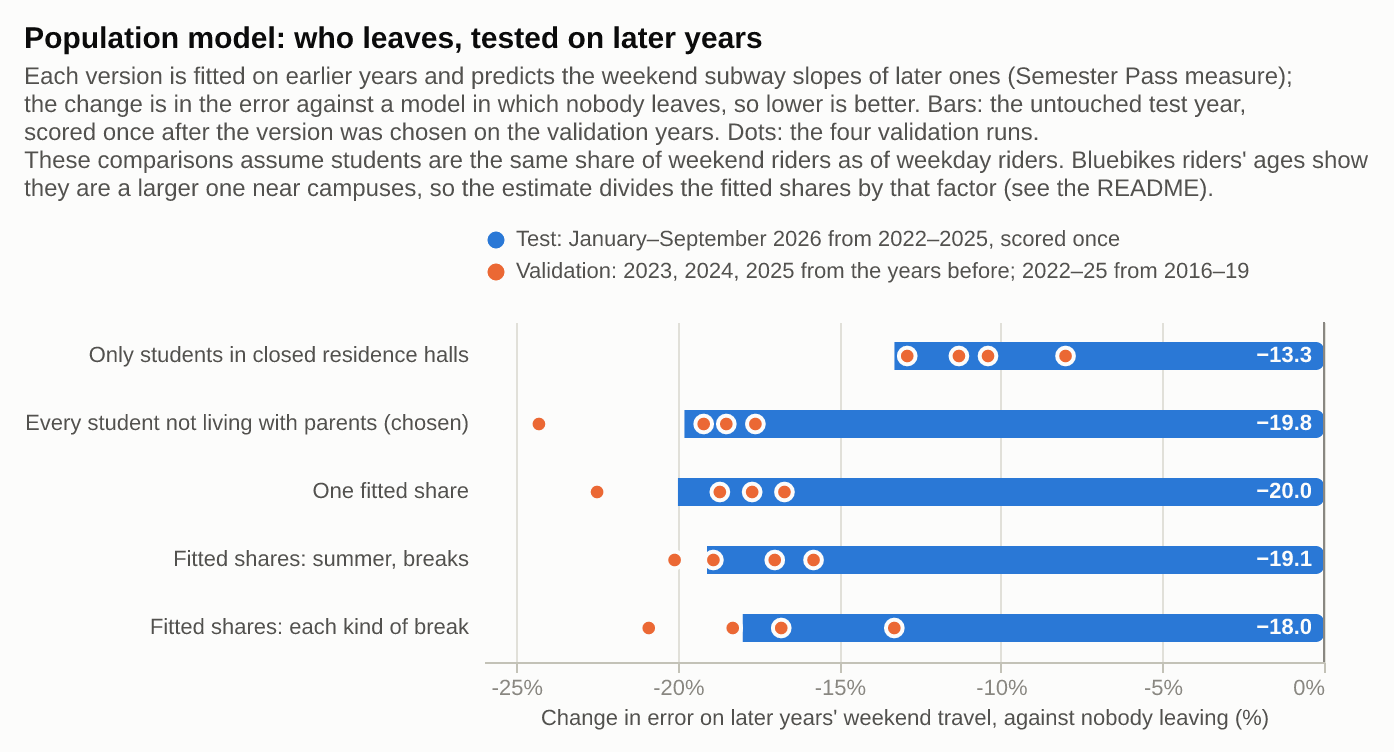 Population model: who leaves, tested on later years
Each version is fitted on earlier years and predicts the weekend subway slopes of later ones (Semester Pass measure);
the change is in the error against a model in which nobody leaves, so lower is better. Bars: the untouched test year,
scored once after the version was chosen on the validation years. Dots: the four validation runs.
These comparisons assume students are the same share of weekend riders as of weekday riders. Bluebikes riders' ages show
they are a larger one near campuses, so the estimate divides the fitted shares by that factor (see the README).
Test: January–September 2026 from 2022–2025, scored once
Validation: 2023, 2024, 2025 from the years before; 2022–25 from 2016–19
Only students in closed residence halls −13.3
Every student not living with parents (chosen) −19.8
One fitted share −20.0
Fitted shares: summer, breaks −19.1
Fitted shares: each kind of break −18.0
-25% -20% -15% -10% -5% 0%
Change in error on later years' weekend travel, against nobody leaving (%)